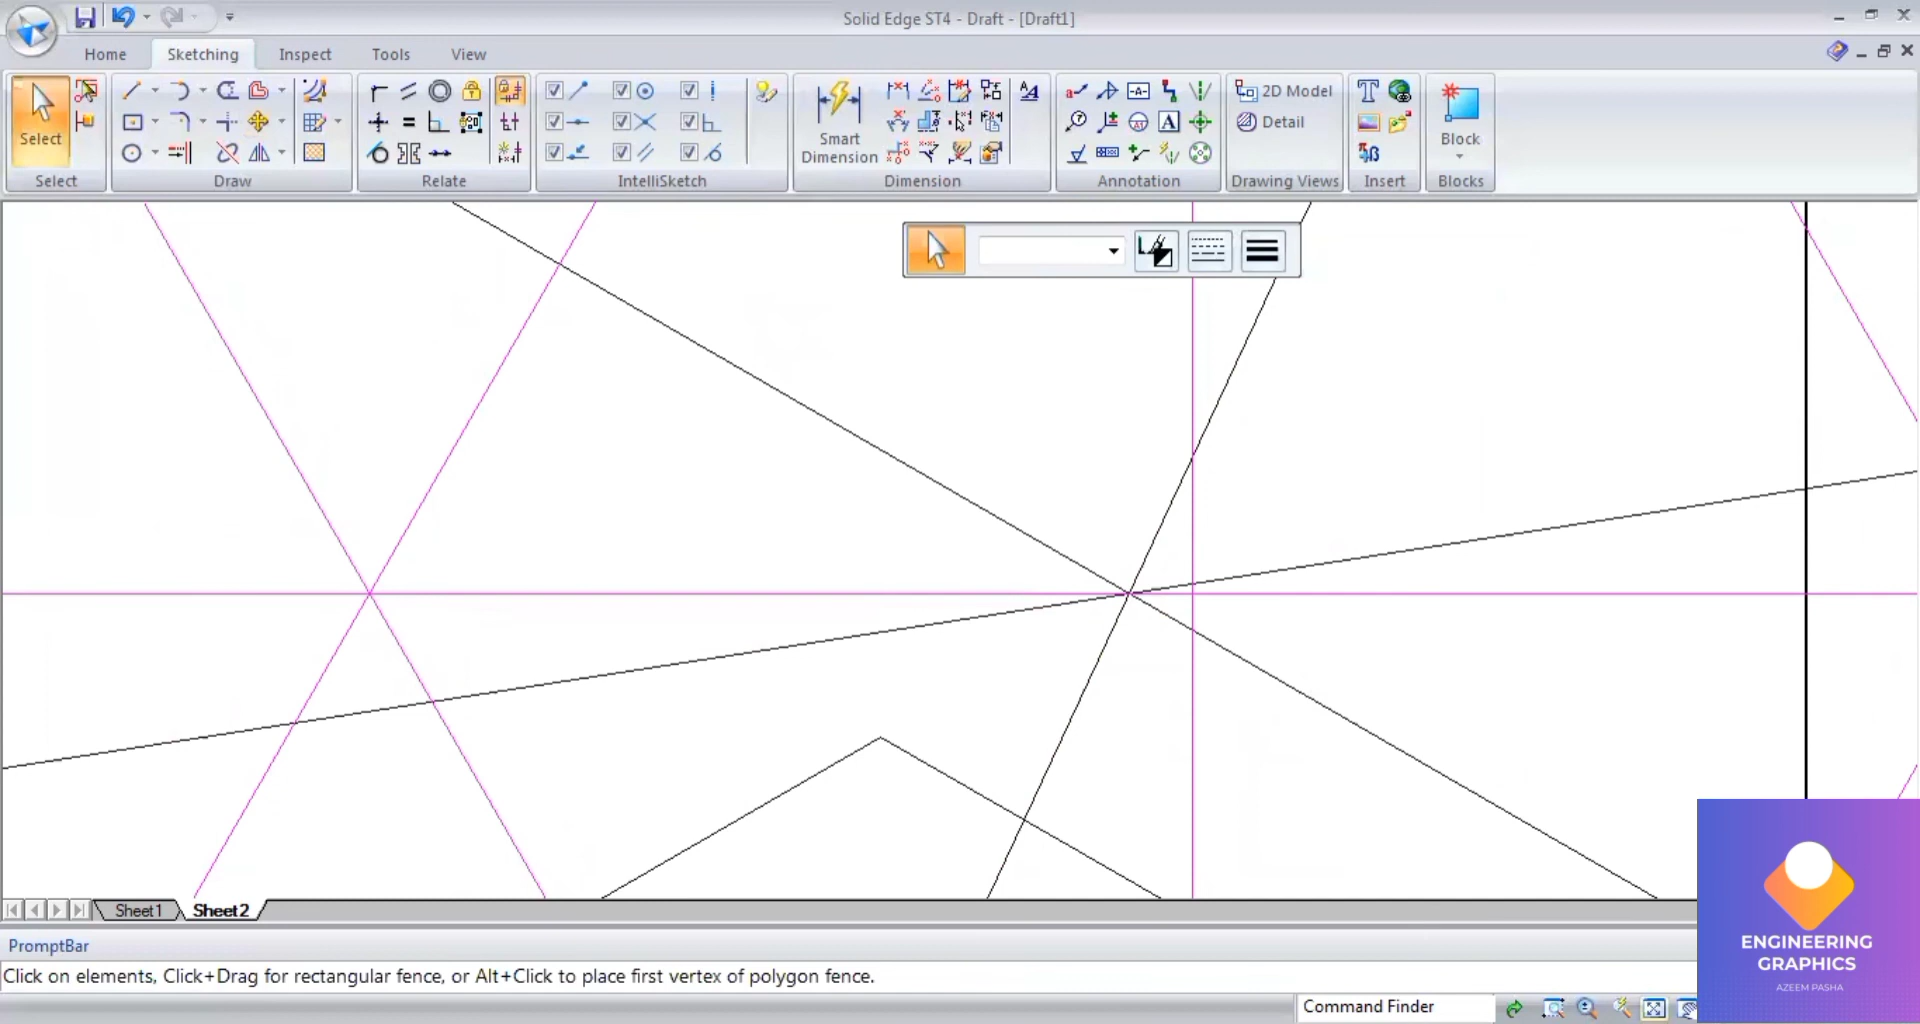 Solid Edge ST4 - Draft - [Draft1]
Home Sketching Inspect Tools View
Select
Smart Dimension
A
A
2D Model
Detail
T
Block
Select Draw Relate IntelliSketch Dimension Annotation Drawing Views Insert Blocks
Sheet1 Sheet2
PromptBar
Click on elements, Click+Drag for rectangular fence, or Alt+Click to place first vertex of polygon fence.
Command Finder
ENGINEERING
GRAPHICS
AZEEM PASHA